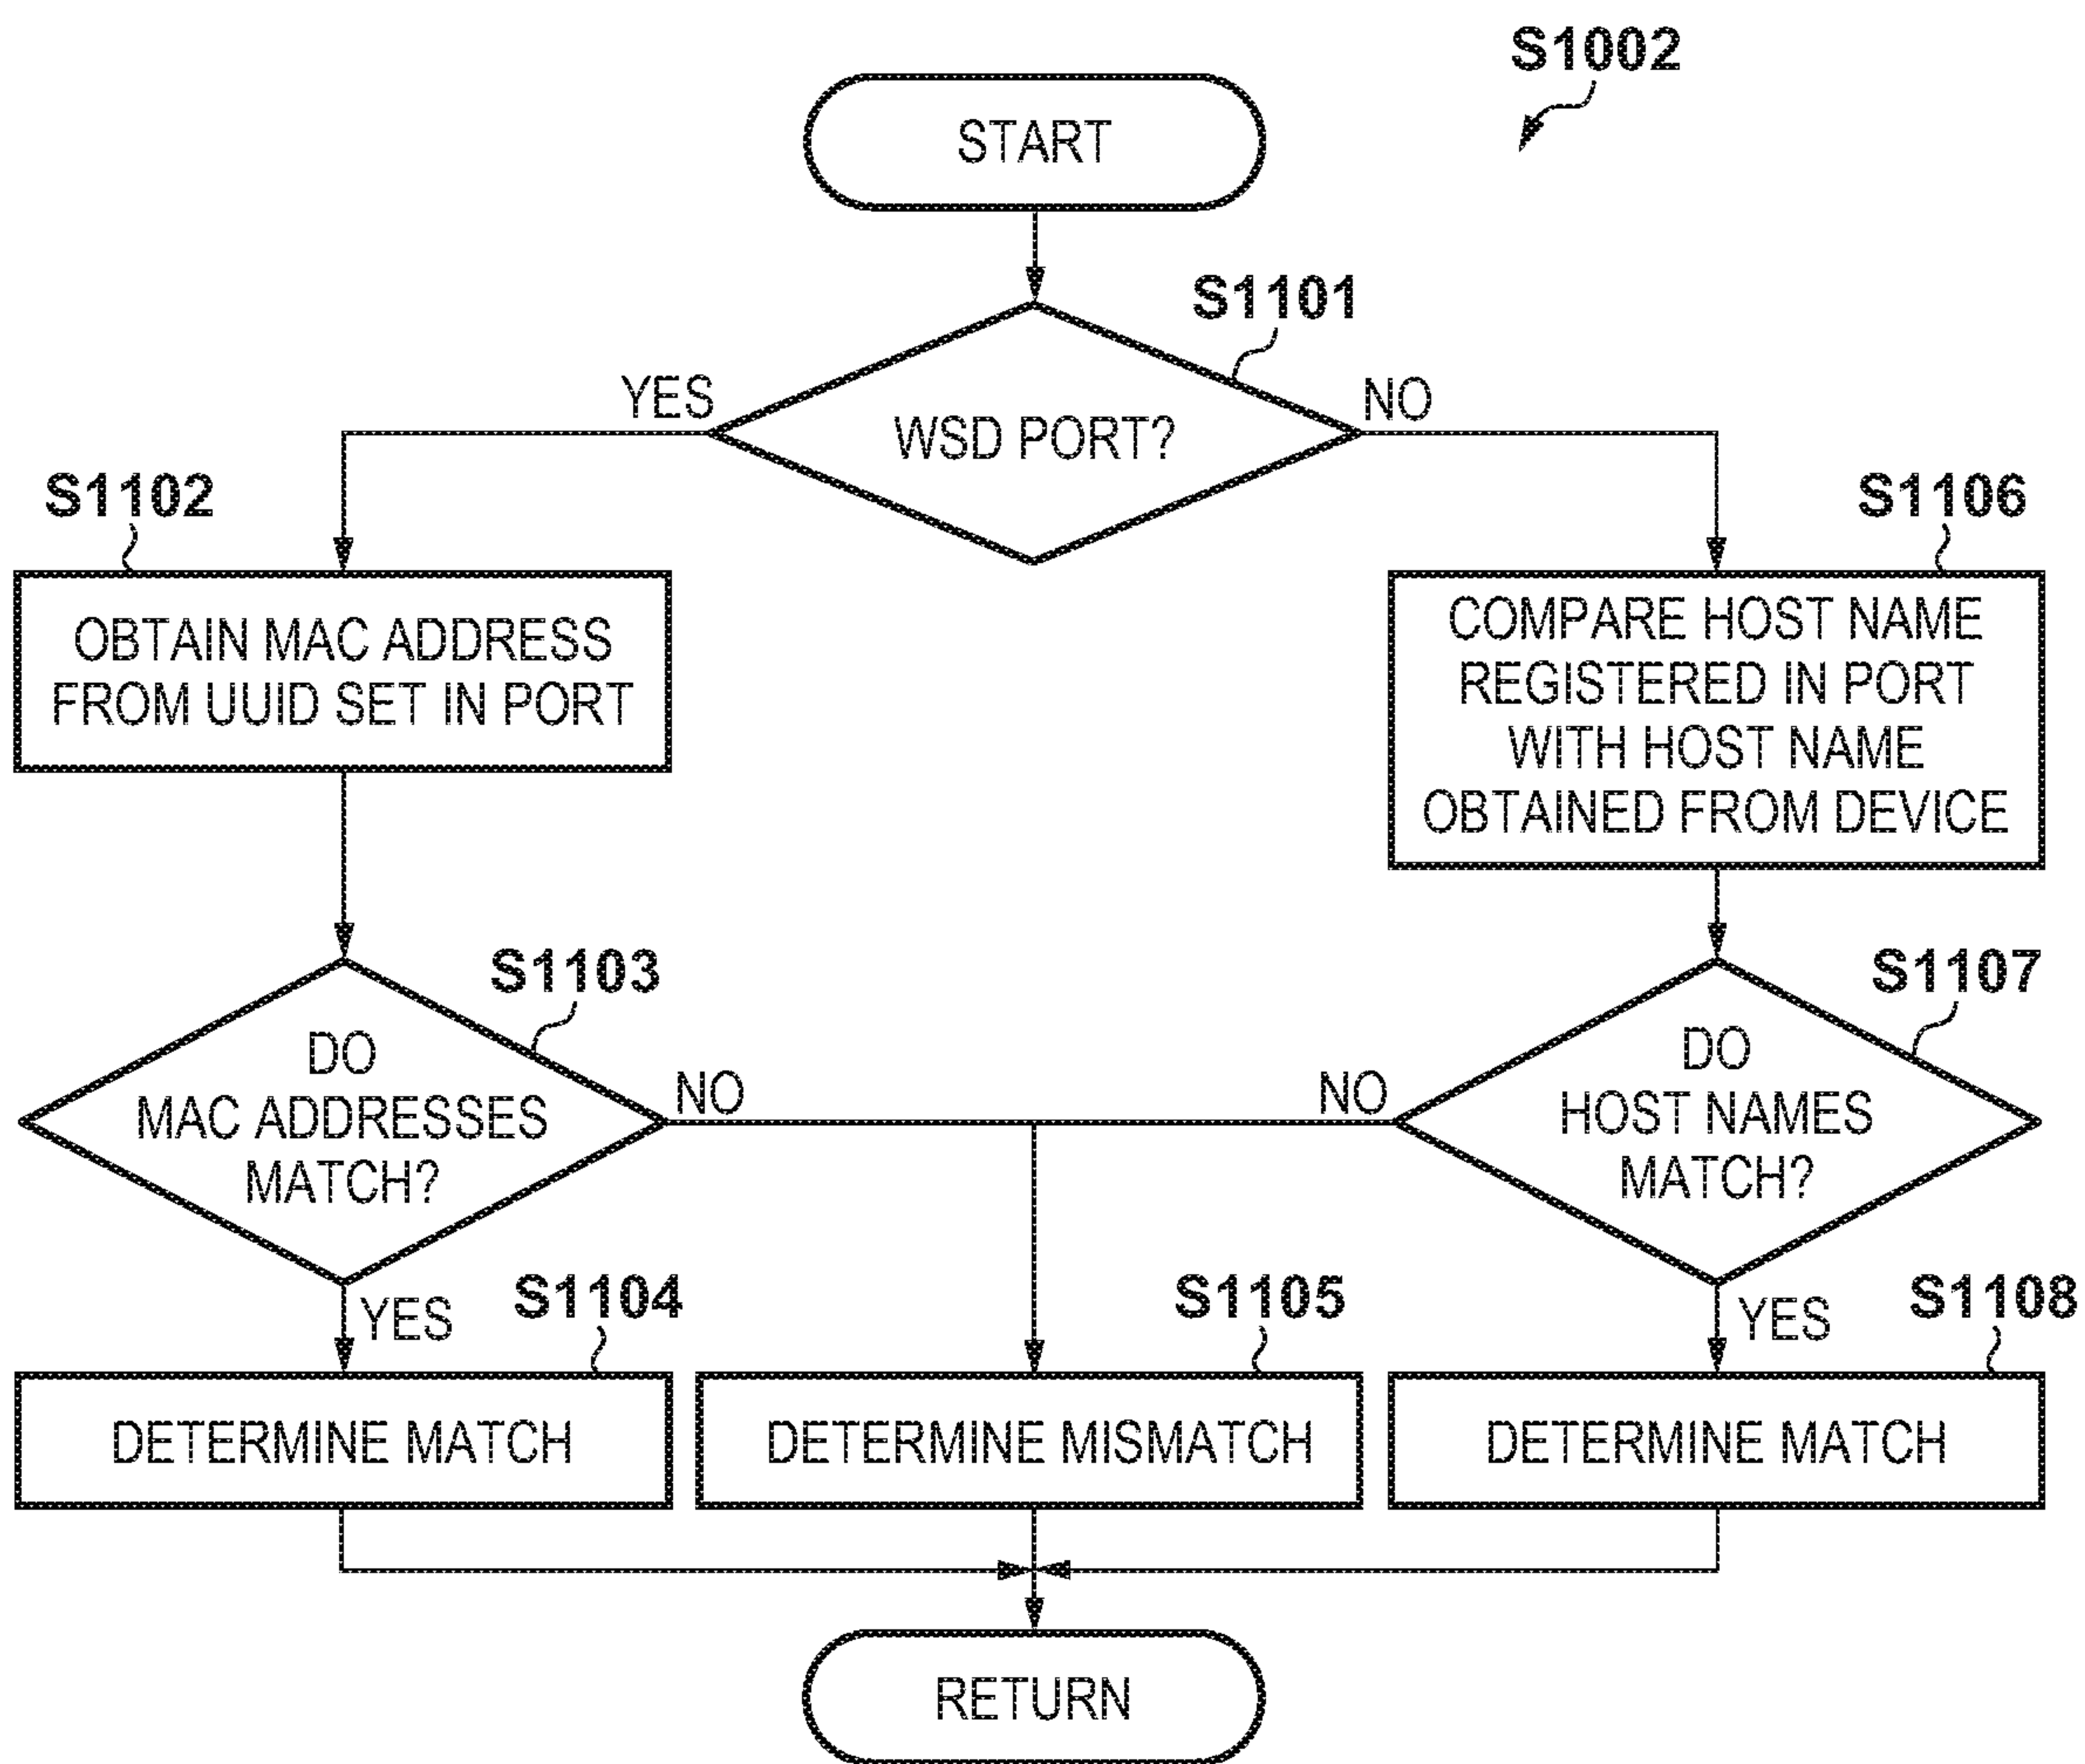 S1002
START
S1101
YES
NO
WSD PORT?
S1102
S1106
OBTAIN MAC ADDRESS
FROM UUID SET IN PORT
COMPARE HOST NAME
REGISTERED IN PORT
WITH HOST NAME
OBTAINED FROM DEVICE
S1103
S1107
DO
MAC ADDRESSES
MATCH?
NO
NO
DO
HOST NAMES
MATCH?
YES
S1104
S1105
YES
S1108
DETERMINE MATCH
DETERMINE MISMATCH
DETERMINE MATCH
RETURN